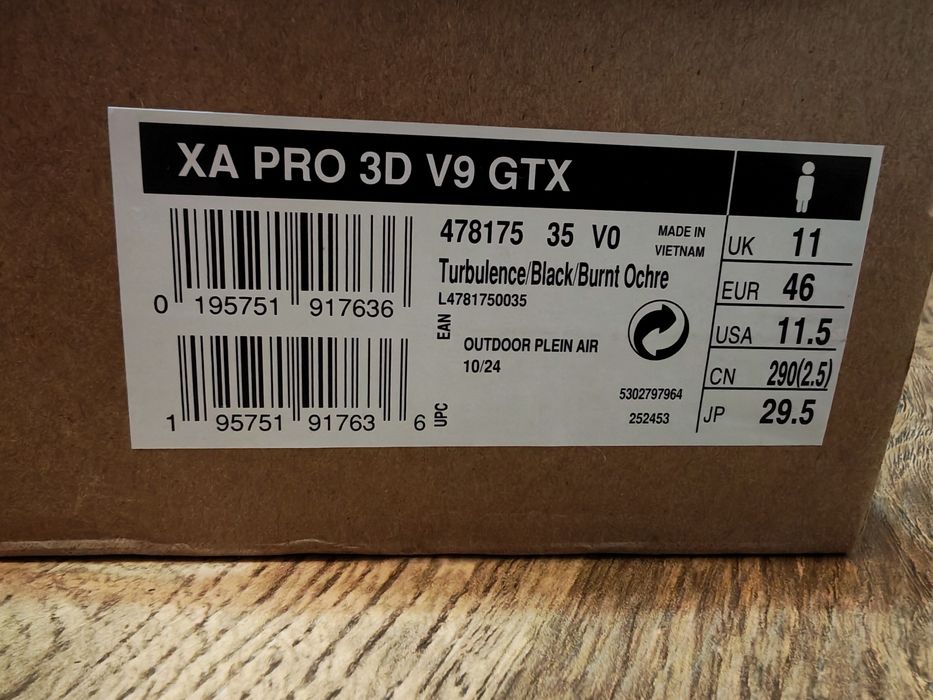 XA PRO 3D V9 GTX
0 195751 917636
1 95751 91763 6
EAN
UPC
478175 35 V0
MADE IN
VIETNAM
Turbulence/Black/Burnt Ochre
L4781750035
OUTDOOR PLEIN AIR
10/24
5302797964
252453
UK 11
EUR 46
USA 11.5
CN 290(2.5)
JP 29.5